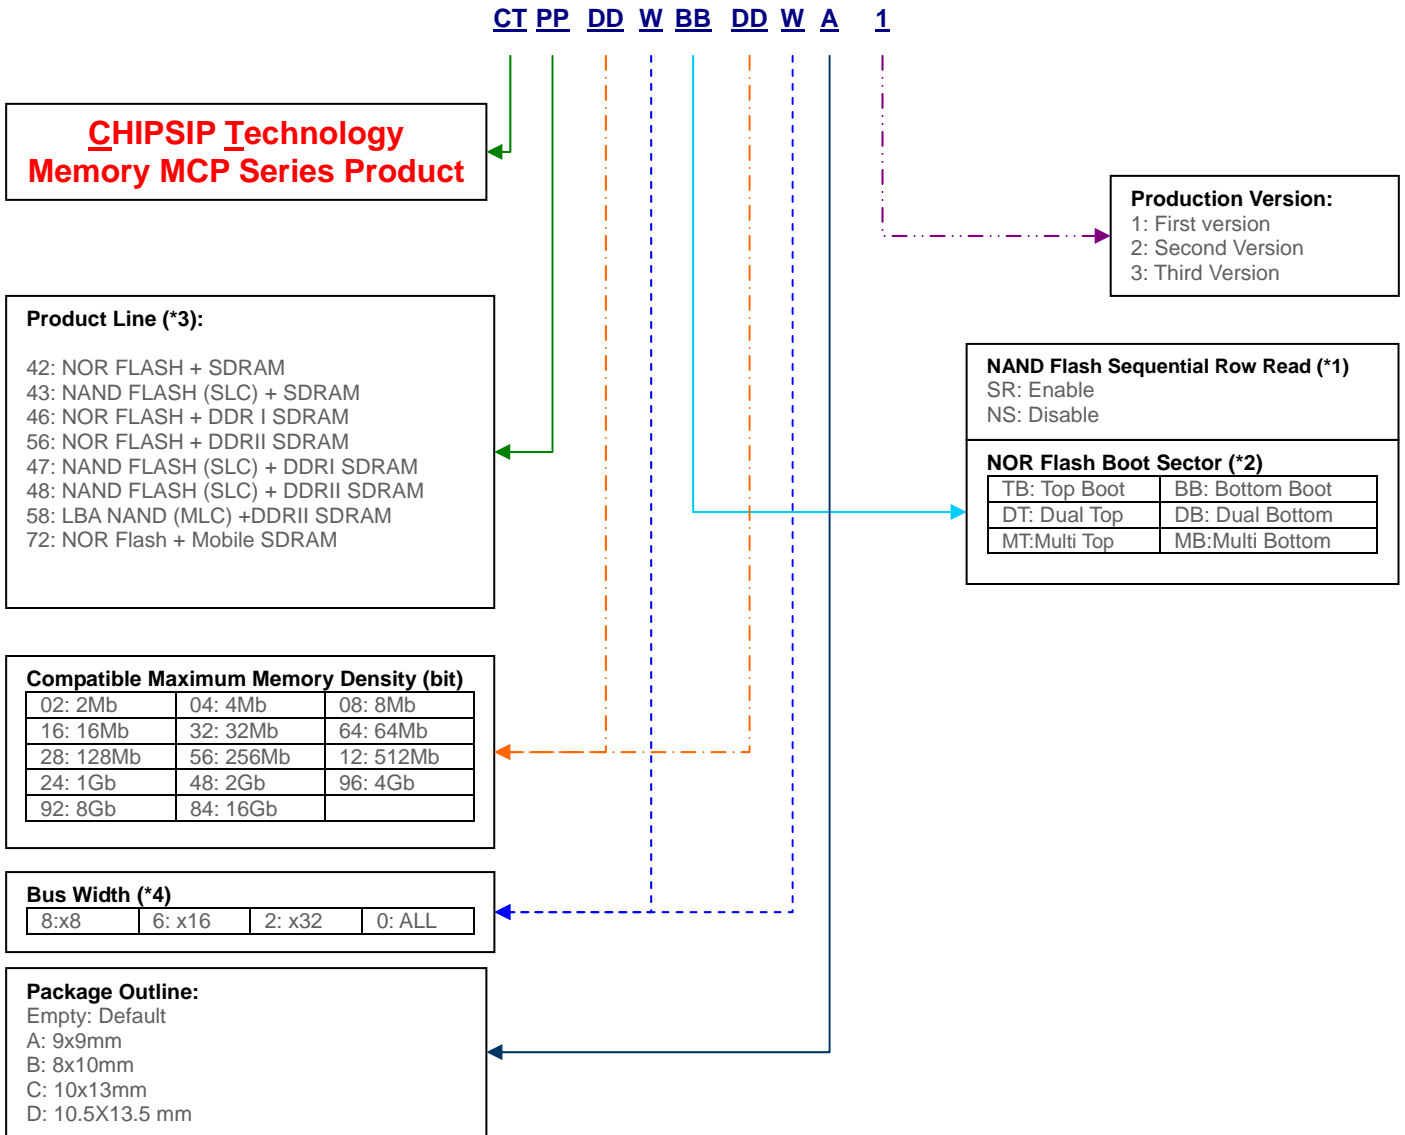 CT PP DD W BB DD W A 1
CHIPSIP Technology
Memory MCP Series Product
Production Version:
1: First version
2: Second Version
3: Third Version
Product Line (*3):
42: NOR FLASH + SDRAM
43: NAND FLASH (SLC) + SDRAM
46: NOR FLASH + DDR I SDRAM
56: NOR FLASH + DDRII SDRAM
47: NAND FLASH (SLC) + DDRI SDRAM
48: NAND FLASH (SLC) + DDRII SDRAM
58: LBA NAND (MLC) +DDRII SDRAM
72: NOR Flash + Mobile SDRAM
NAND Flash Sequential Row Read (*1)
SR: Enable
NS: Disable
NOR Flash Boot Sector (*2)
TB: Top Boot BB: Bottom Boot
DT: Dual Top DB: Dual Bottom
MT:Multi Top MB:Multi Bottom
Compatible Maximum Memory Density (bit)
02: 2Mb 04: 4Mb 08: 8Mb
16: 16Mb 32: 32Mb 64: 64Mb
28: 128Mb 56: 256Mb 12: 512Mb
24: 1Gb 48: 2Gb 96: 4Gb
92: 8Gb 84: 16Gb
Bus Width (*4)
8:x8 6: x16 2: x32 0: ALL
Package Outline:
Empty: Default
A: 9x9mm
B: 8x10mm
C: 10x13mm
D: 10.5X13.5 mm